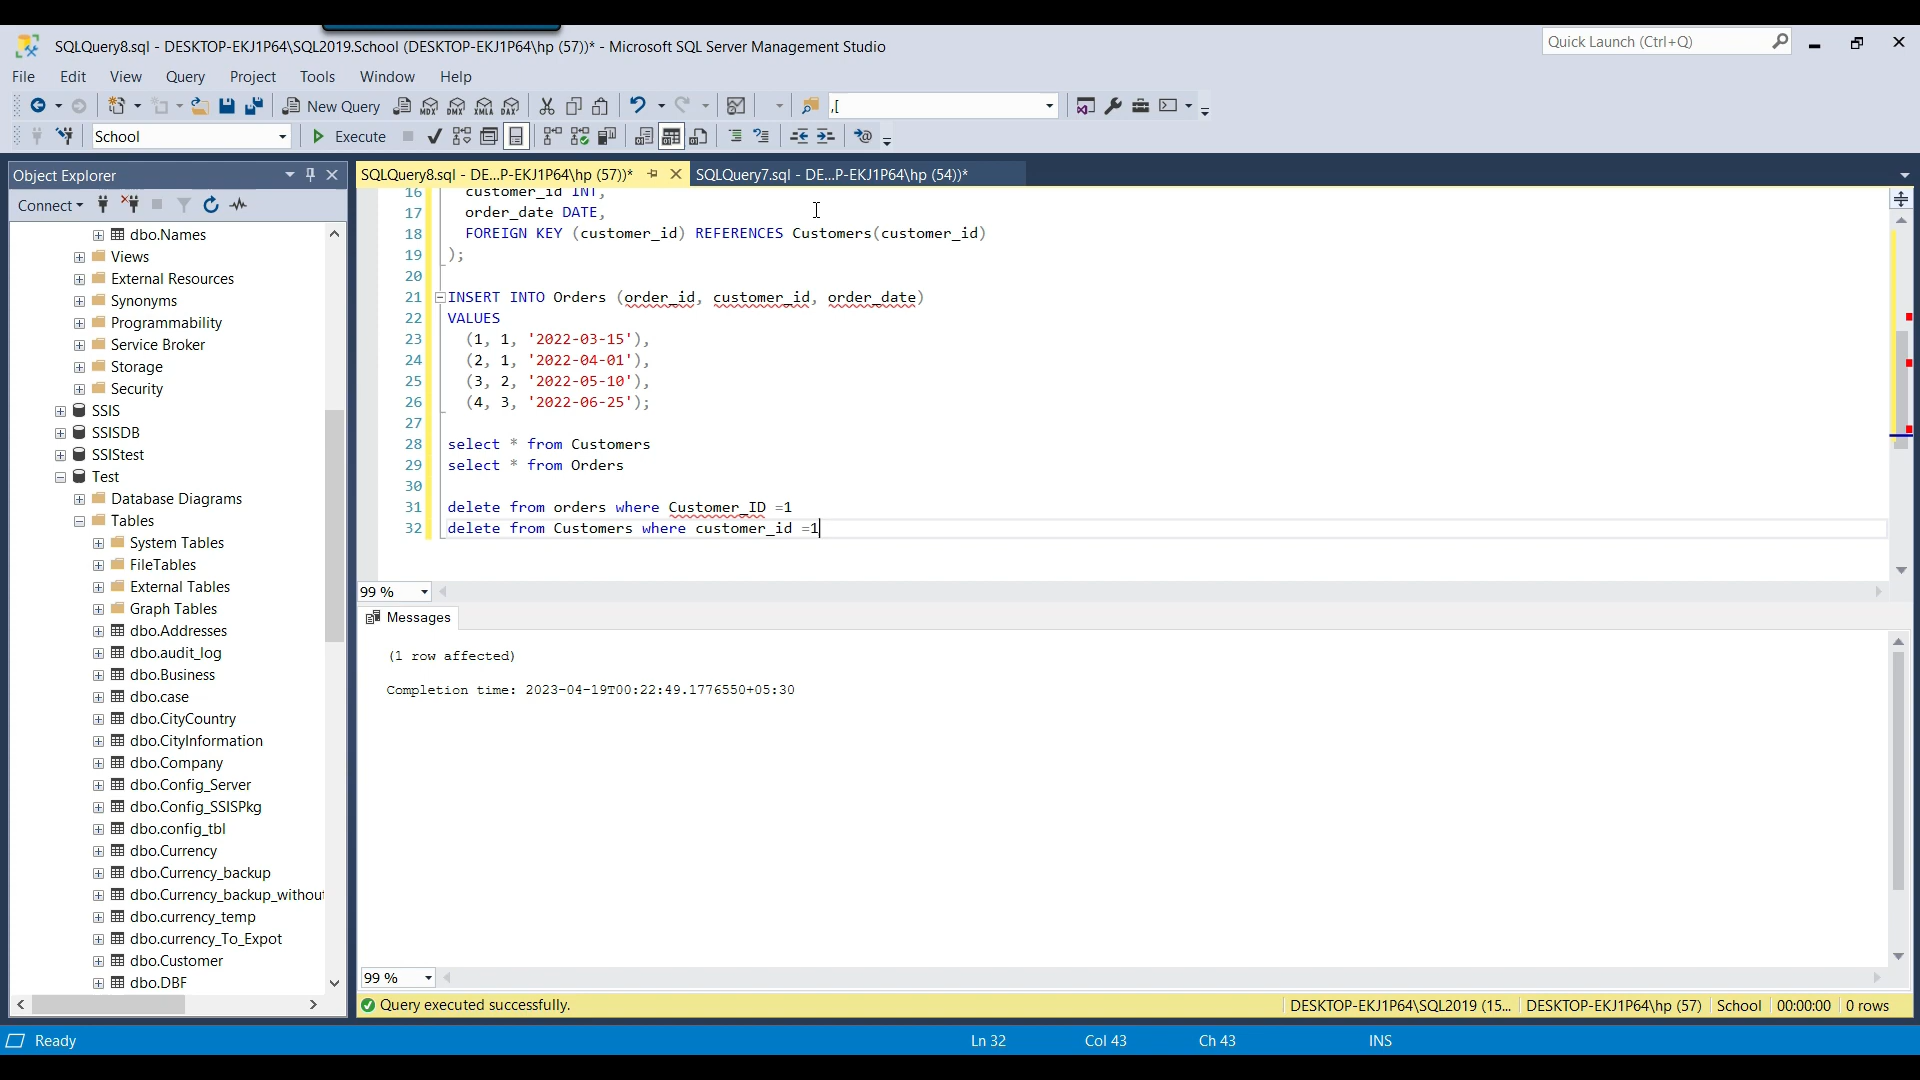 SQLQuery8.sql - DESKTOP-EKJ1P64\SQL2019.School (DESKTOP-EKJ1P64\hp (57))* - Microsoft SQL Server Management Studio
Quick Launch (Ctrl+Q)
File Edit View Query Project Tools Window Help
New Query MDX DMX XMLA DAX ,[
School Execute
Object Explorer
SQLQuery8.sql - DE...P-EKJ1P64\hp (57))* SQLQuery7.sql - DE...P-EKJ1P64\hp (54))*
Connect
dbo.Names
Views
External Resources
Synonyms
Programmability
Service Broker
Storage
Security
SSIS
SSISDB
SSIStest
Test
Database Diagrams
Tables
System Tables
FileTables
External Tables
Graph Tables
dbo.Addresses
dbo.audit_log
dbo.Business
dbo.case
dbo.CityCountry
dbo.CityInformation
dbo.Company
dbo.Config_Server
dbo.Config_SSISPkg
dbo.config_tbl
dbo.Currency
dbo.Currency_backup
dbo.Currency_backup_withou
dbo.currency_temp
dbo.currency_To_Expot
dbo.Customer
dbo.DBF
16 customer_id INT,
17 order_date DATE,
18 FOREIGN KEY (customer_id) REFERENCES Customers(customer_id)
19 );
20
21 INSERT INTO Orders (order_id, customer_id, order_date)
22 VALUES
23 (1, 1, '2022-03-15'),
24 (2, 1, '2022-04-01'),
25 (3, 2, '2022-05-10'),
26 (4, 3, '2022-06-25');
27
28 select * from Customers
29 select * from Orders
30
31 delete from orders where Customer_ID =1
32 delete from Customers where customer_id =1
99 %
Messages
(1 row affected)
Completion time: 2023-04-19T00:22:49.1776550+05:30
99 %
Query executed successfully. DESKTOP-EKJ1P64\SQL2019 (15... DESKTOP-EKJ1P64\hp (57) School 00:00:00 0 rows
Ready Ln 32 Col 43 Ch 43 INS